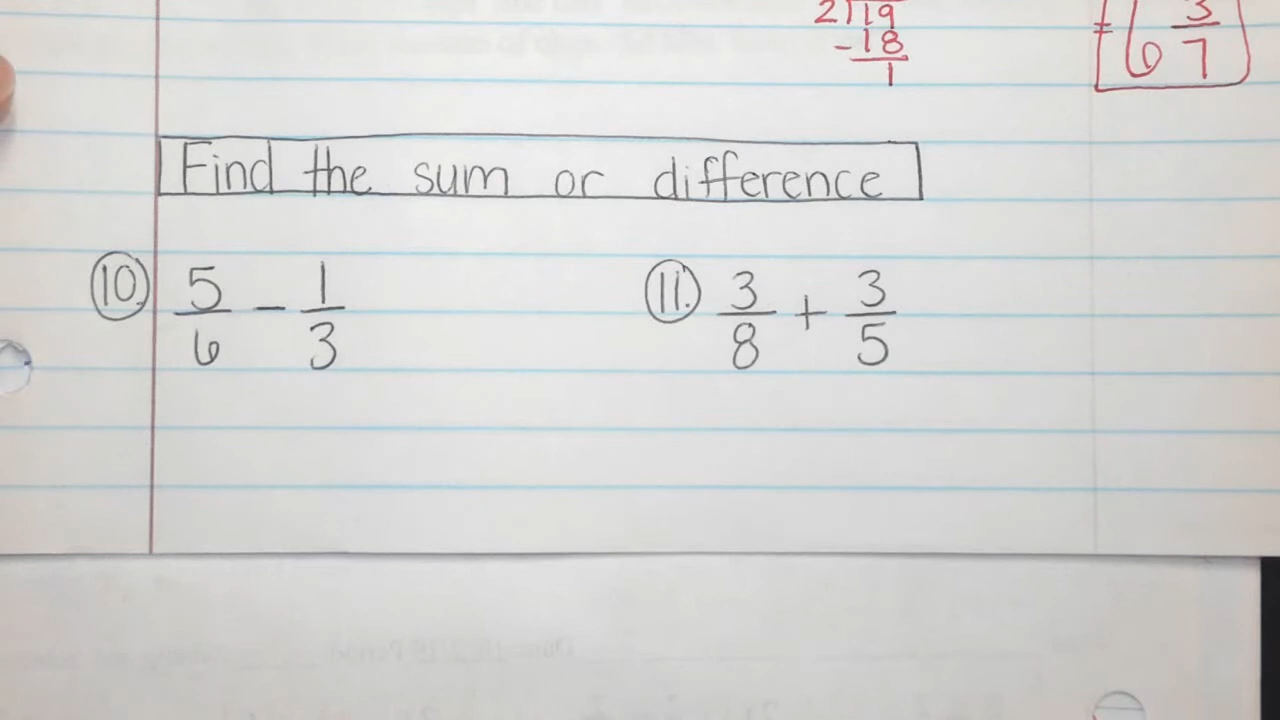 2)19
-18
1
= 6 3/7
Find the sum or difference
10. 5/6 - 1/3
11. 3/8 + 3/5